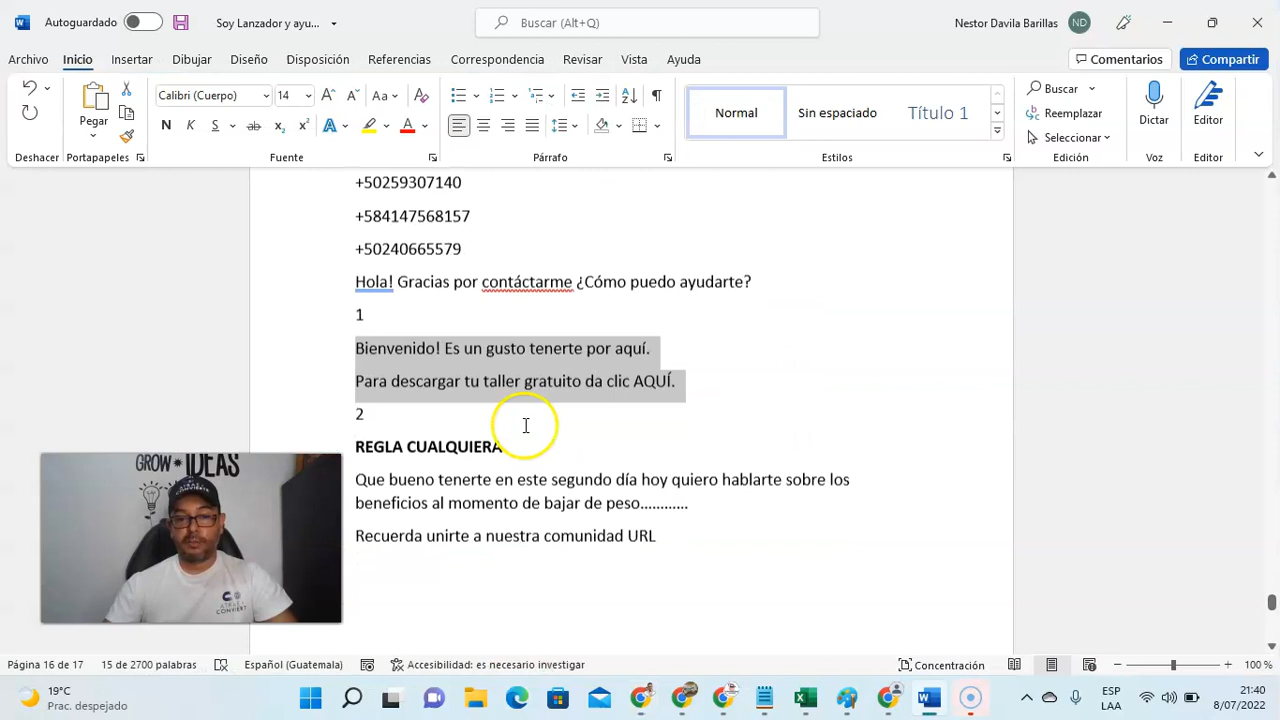 Autoguardado
Soy Lanzador y ayu...
Buscar (Alt+Q)
Nestor Davila Barillas
ND
Archivo
Inicio
Insertar
Dibujar
Diseño
Disposición
Referencias
Correspondencia
Revisar
Vista
Ayuda
Comentarios
Compartir
Pegar
Calibri (Cuerpo)
14
Normal
Sin espaciado
Título 1
Buscar
Reemplazar
Seleccionar
Dictar
Editor
Deshacer
Portapapeles
Fuente
Párrafo
Estilos
Edición
Voz
Editor
+50259307140
+584147568157
+50240665579
Hola! Gracias por contáctarme ¿Cómo puedo ayudarte?
1
Bienvenido! Es un gusto tenerte por aquí.
Para descargar tu taller gratuito da clic AQUÍ.
2
REGLA CUALQUIERA
Que bueno tenerte en este segundo día hoy quiero hablarte sobre los
beneficios al momento de bajar de peso............
Recuerda unirte a nuestra comunidad URL
GROW IDEAS
ATRAE
CONVIERT
Página 16 de 17
15 de 2700 palabras
Español (Guatemala)
Accesibilidad: es necesario investigar
Concentración
100 %
19°C
Prac. despejado
ESP
LAA
21:40
8/07/2022